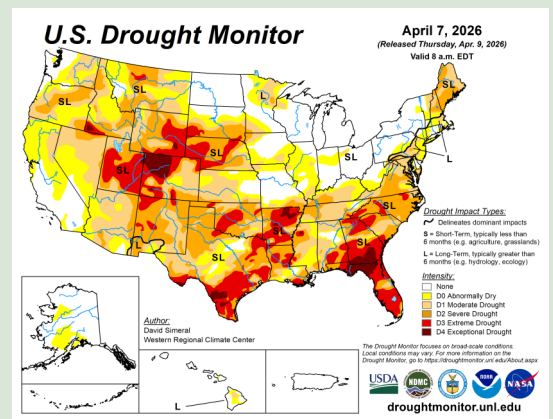 U.S. Drought Monitor
April 7, 2026
(Released Thursday, Apr. 9, 2026)
Valid 8 a.m. EDT
SL
SL
L
SL
SL
SL
SL
L
SL
SL
SL
L
SL
SL
Drought Impact Types:
Delineates dominant impacts
S = Short-Term, typically less than
6 months (e.g. agriculture, grasslands)
L = Long-Term, typically greater than
6 months (e.g. hydrology, ecology)
Intensity:
None
D0 Abnormally Dry
D1 Moderate Drought
D2 Severe Drought
D3 Extreme Drought
D4 Exceptional Drought
Author:
David Simeral
Western Regional Climate Center
L
The Drought Monitor focuses on broad-scale conditions.
Local conditions may vary. For more information on the
Drought Monitor, go to https://droughtmonitor.unl.edu/About.aspx
USDA
NDMC
NOAA
NASA
droughtmonitor.unl.edu